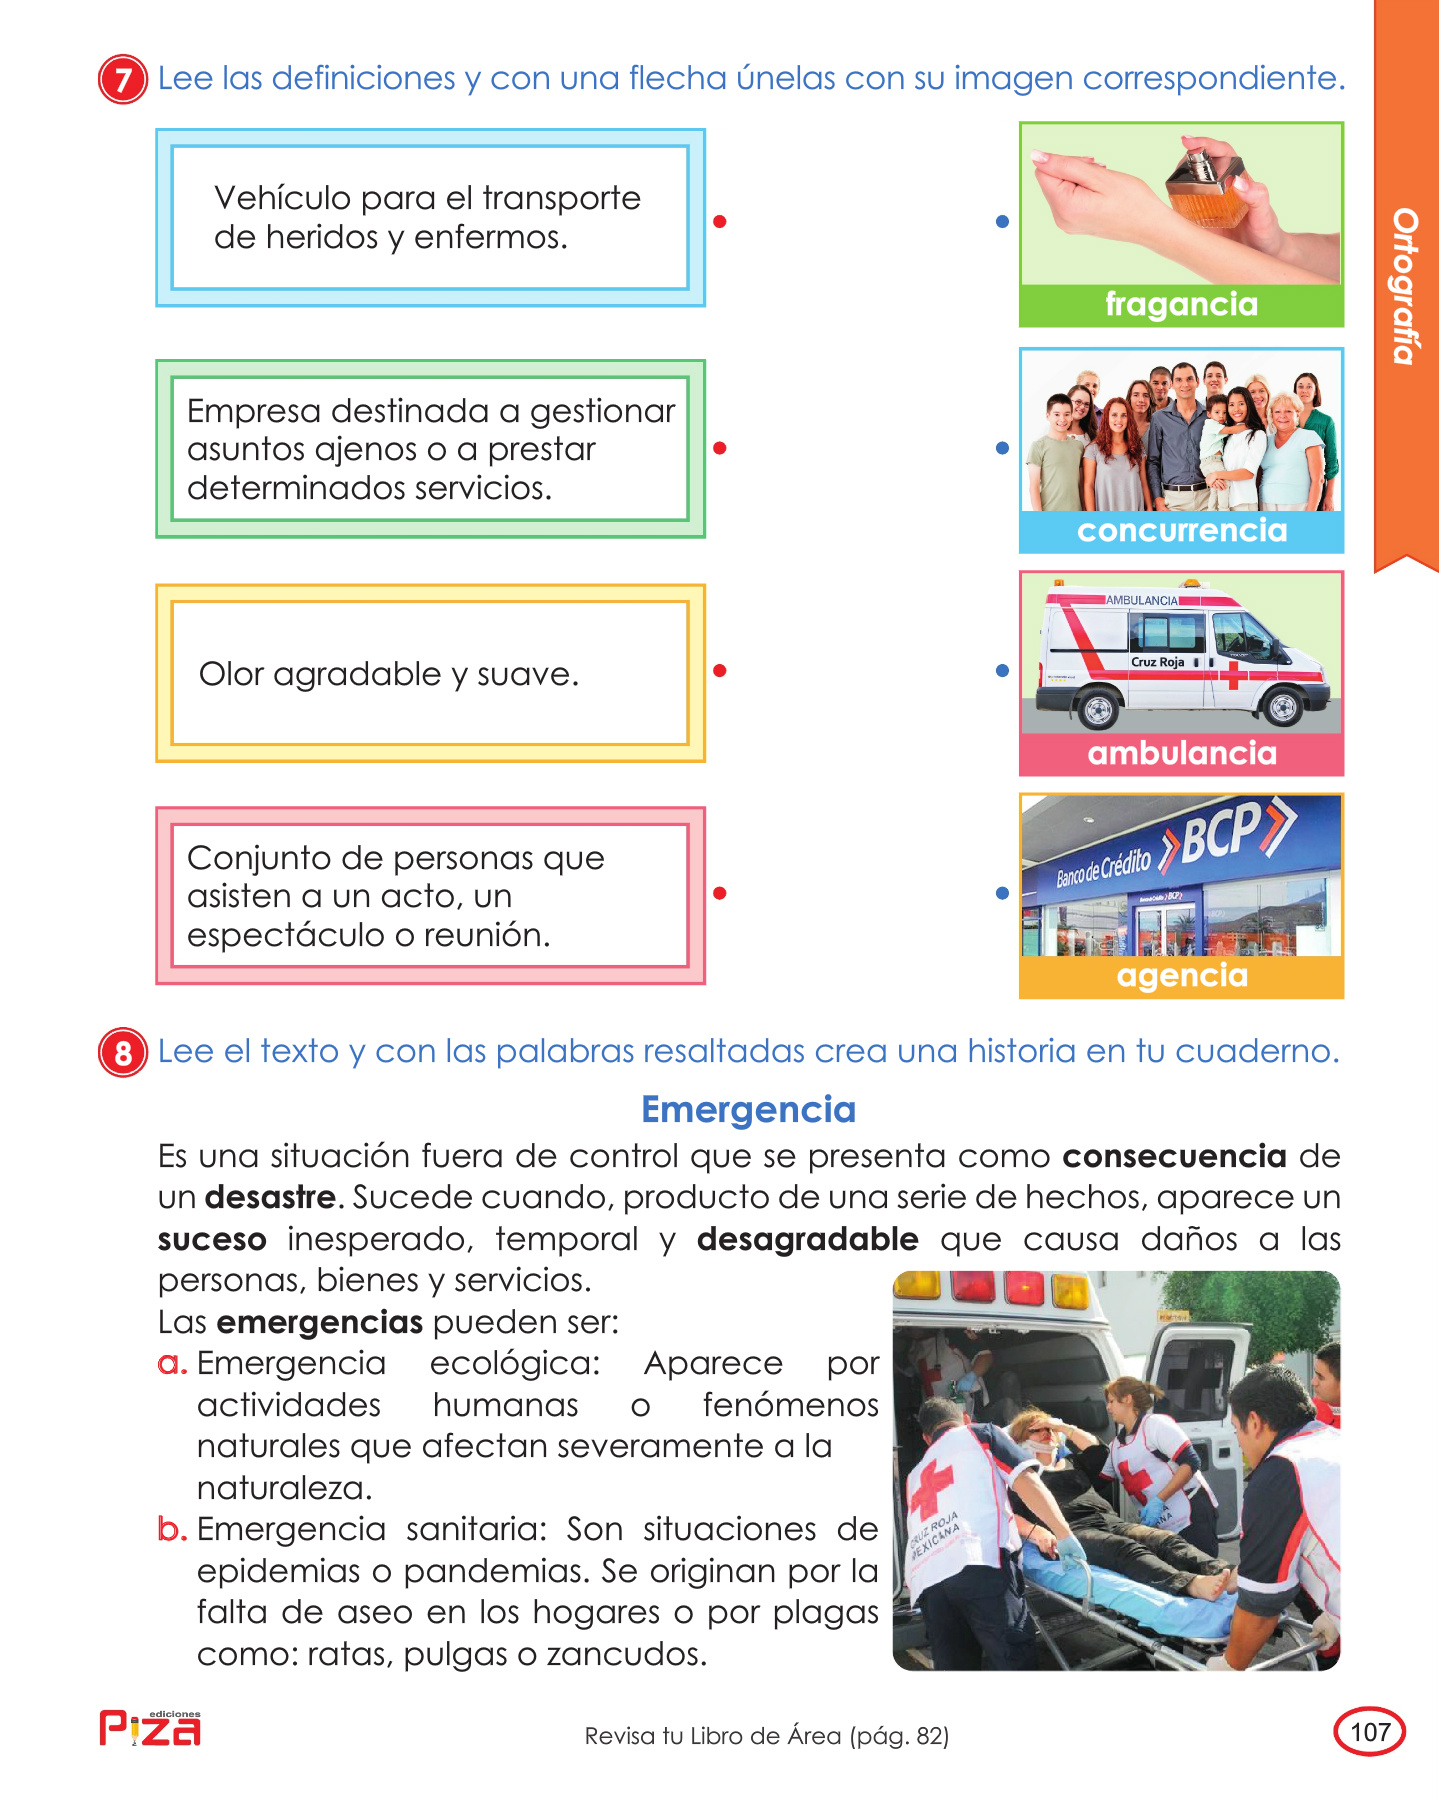 7 Lee las definiciones y con una flecha únelas con su imagen correspondiente.
Vehículo para el transporte
de heridos y enfermos.
fragancia
Empresa destinada a gestionar
asuntos ajenos o a prestar
determinados servicios.
concurrencia
Olor agradable y suave.
AMBULANCIA
Cruz Roja
ambulancia
Conjunto de personas que
asisten a un acto, un
espectáculo o reunión.
Banco de Crédito BCP
Banco de Crédito BCP
BCP
agencia
Ortografía
8 Lee el texto y con las palabras resaltadas crea una historia en tu cuaderno.
Emergencia
Es una situación fuera de control que se presenta como consecuencia de
un desastre. Sucede cuando, producto de una serie de hechos, aparece un
suceso inesperado, temporal y desagradable que causa daños a las
personas, bienes y servicios.
Las emergencias pueden ser:
a. Emergencia ecológica: Aparece por
actividades humanas o fenómenos
naturales que afectan severamente a la
naturaleza.
b. Emergencia sanitaria: Son situaciones de
epidemias o pandemias. Se originan por la
falta de aseo en los hogares o por plagas
como: ratas, pulgas o zancudos.
CRUZ ROJA
MEXICANA
ediciones
Piza
Revisa tu Libro de Área (pág. 82)
107